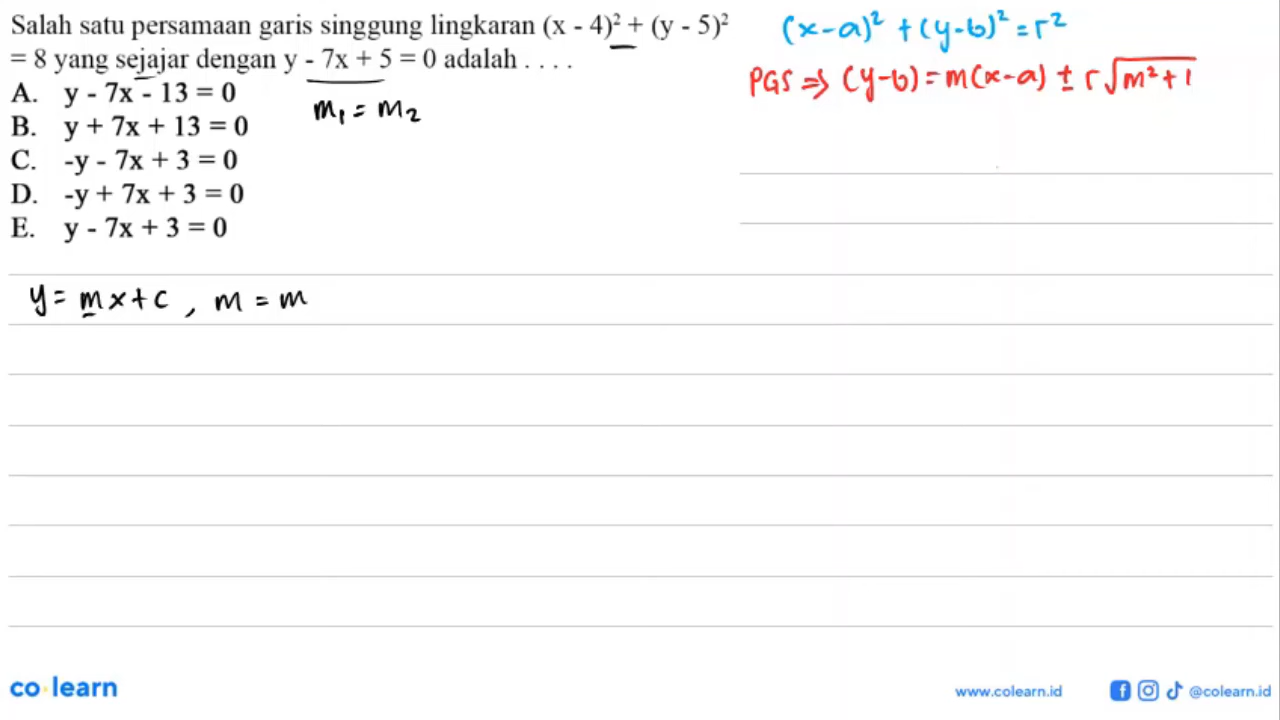 Salah satu persamaan garis singgung lingkaran (x - 4)² + (y - 5)²
= 8 yang sejajar dengan y - 7x + 5 = 0 adalah . . . .
A. y - 7x - 13 = 0
B. y + 7x + 13 = 0
C. -y - 7x + 3 = 0
D. -y + 7x + 3 = 0
E. y - 7x + 3 = 0
m₁ = m₂
(x-a)² + (y-b)² = r²
PGS ⇒ (y-b) = m(x-a) ± r√(m²+1)
y = mx + c , m = m
co learn
www.colearn.id @colearn.id